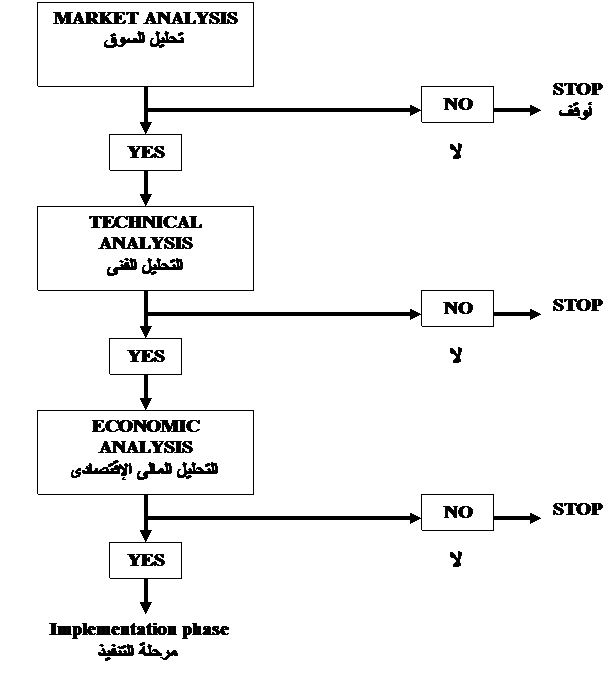 MARKET ANALYSIS
تحليل السوق
NO
STOP
أوقف
YES
لا
TECHNICAL
ANALYSIS
التحليل الفنى
NO
STOP
YES
لا
ECONOMIC
ANALYSIS
التحليل المالى الإقتصادى
NO
STOP
YES
لا
Implementation phase
مرحلة التنفيذ